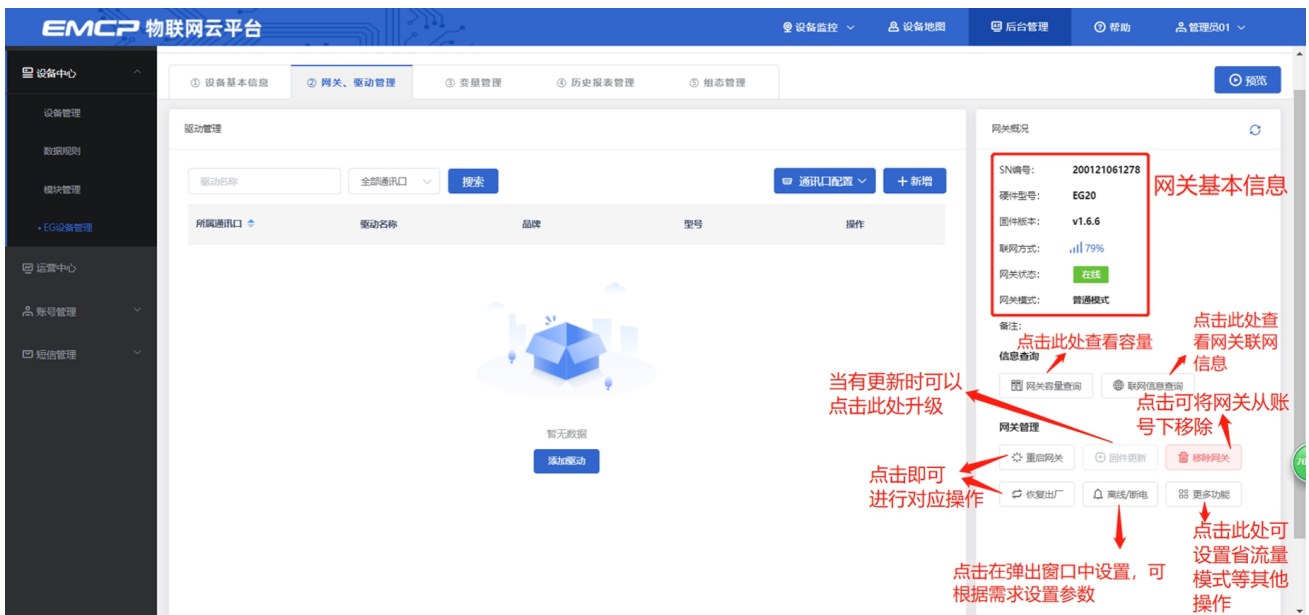 EMCP 物联网云平台
设备监控
设备地图
后台管理
帮助
管理员01
设备中心
设备管理
数据规则
模块管理
EG设备管理
运营中心
账号管理
短信管理
① 设备基本信息
② 网关、驱动管理
③ 变量管理
④ 历史报表管理
⑤ 组态管理
预览
驱动管理
驱动名称
全部通讯口
搜索
通讯口配置
+ 新增
所属通讯口
驱动名称
品牌
型号
操作
暂无数据
添加驱动
网关概况
SN编号: 200121061278
硬件型号: EG20
固件版本: v1.6.6
联网方式: 79%
网关状态: 在线
网关模式: 普通模式
备注:
网关基本信息
点击此处查看容量
点击此处查
看网关联网
信息
信息查询
网关容量查询
联网信息查询
当有更新时可以
点击此处升级
点击可将网关从账
号下移除
网关管理
重启网关
固件更新
移除网关
点击即可
进行对应操作
恢复出厂
离线/断电
更多功能
点击在弹出窗口中设置，可
根据需求设置参数
点击此处可
设置省流量
模式等其他
操作
70